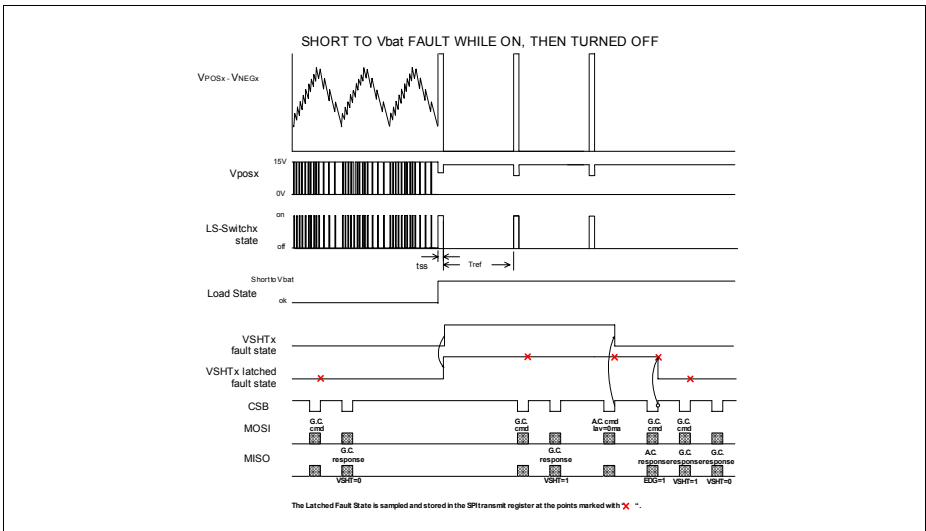 SHORT TO Vbat FAULT WHILE ON, THEN TURNED OFF
VPOSx - VNEGx
15V
Vposx
0V
on
LS-Switchx
state
off
tss
Tref
Short to Vbat
Load State
ok
VSHTx
fault state
VSHTx latched
fault state
CSB
G.C. G.C. A.C. cmd G.C. G.C.
cmd cmd Iav=0ma cmd cmd
MOSI
G.C. G.C. A.C. G.C. G.C.
response response response response response
MISO
VSHT=0 VSHT=1 EDG=1 VSHT=1 VSHT=0
The Latched Fault State is sampled and stored in the SPI transmit register at the points marked with " X ".